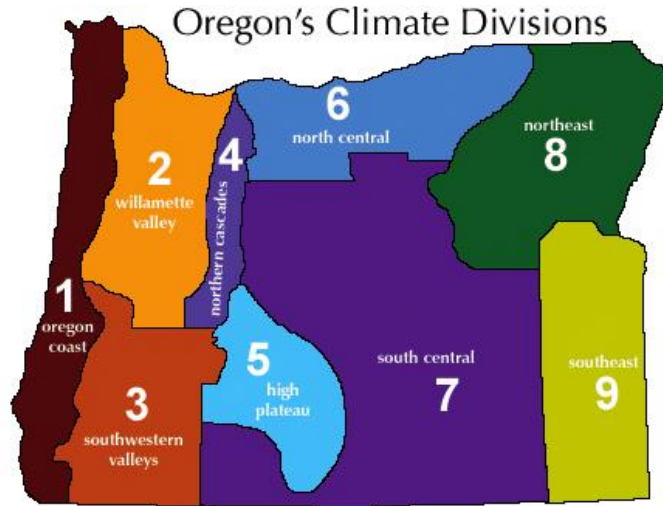 Oregon's Climate Divisions
1
oregon
coast
2
willamette
valley
3
southwestern
valleys
4
northern cascades
5
high
plateau
6
north central
south central
7
northeast
8
southeast
9